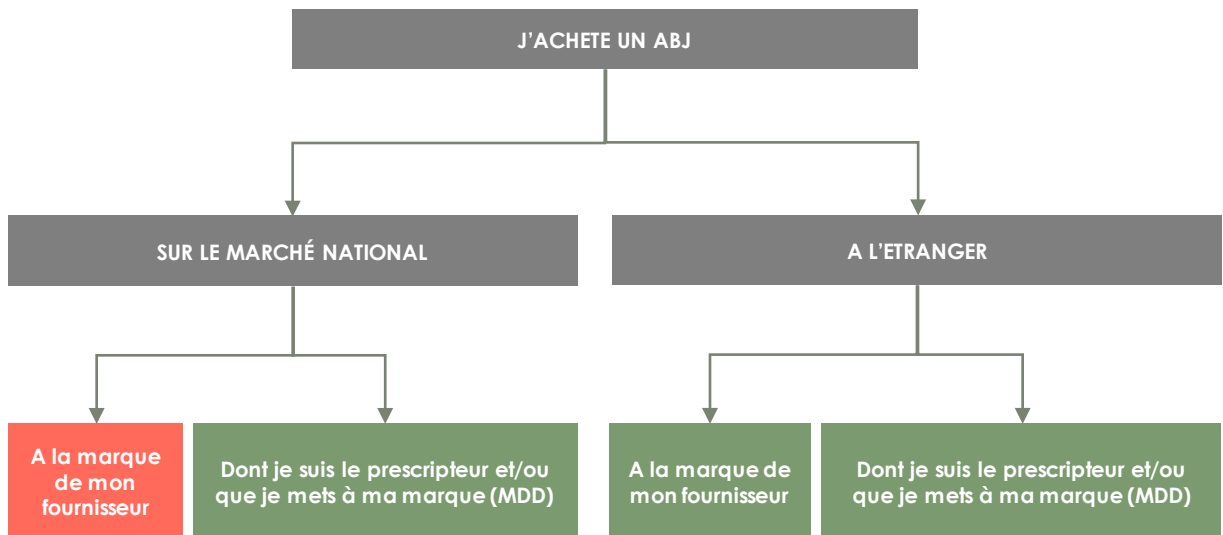 J'ACHETE UN ABJ
SUR LE MARCHÉ NATIONAL
A L'ETRANGER
A la marque
de mon
fournisseur
Dont je suis le prescripteur et/ou
que je mets à ma marque (MDD)
A la marque de
mon fournisseur
Dont je suis le prescripteur et/ou
que je mets à ma marque (MDD)